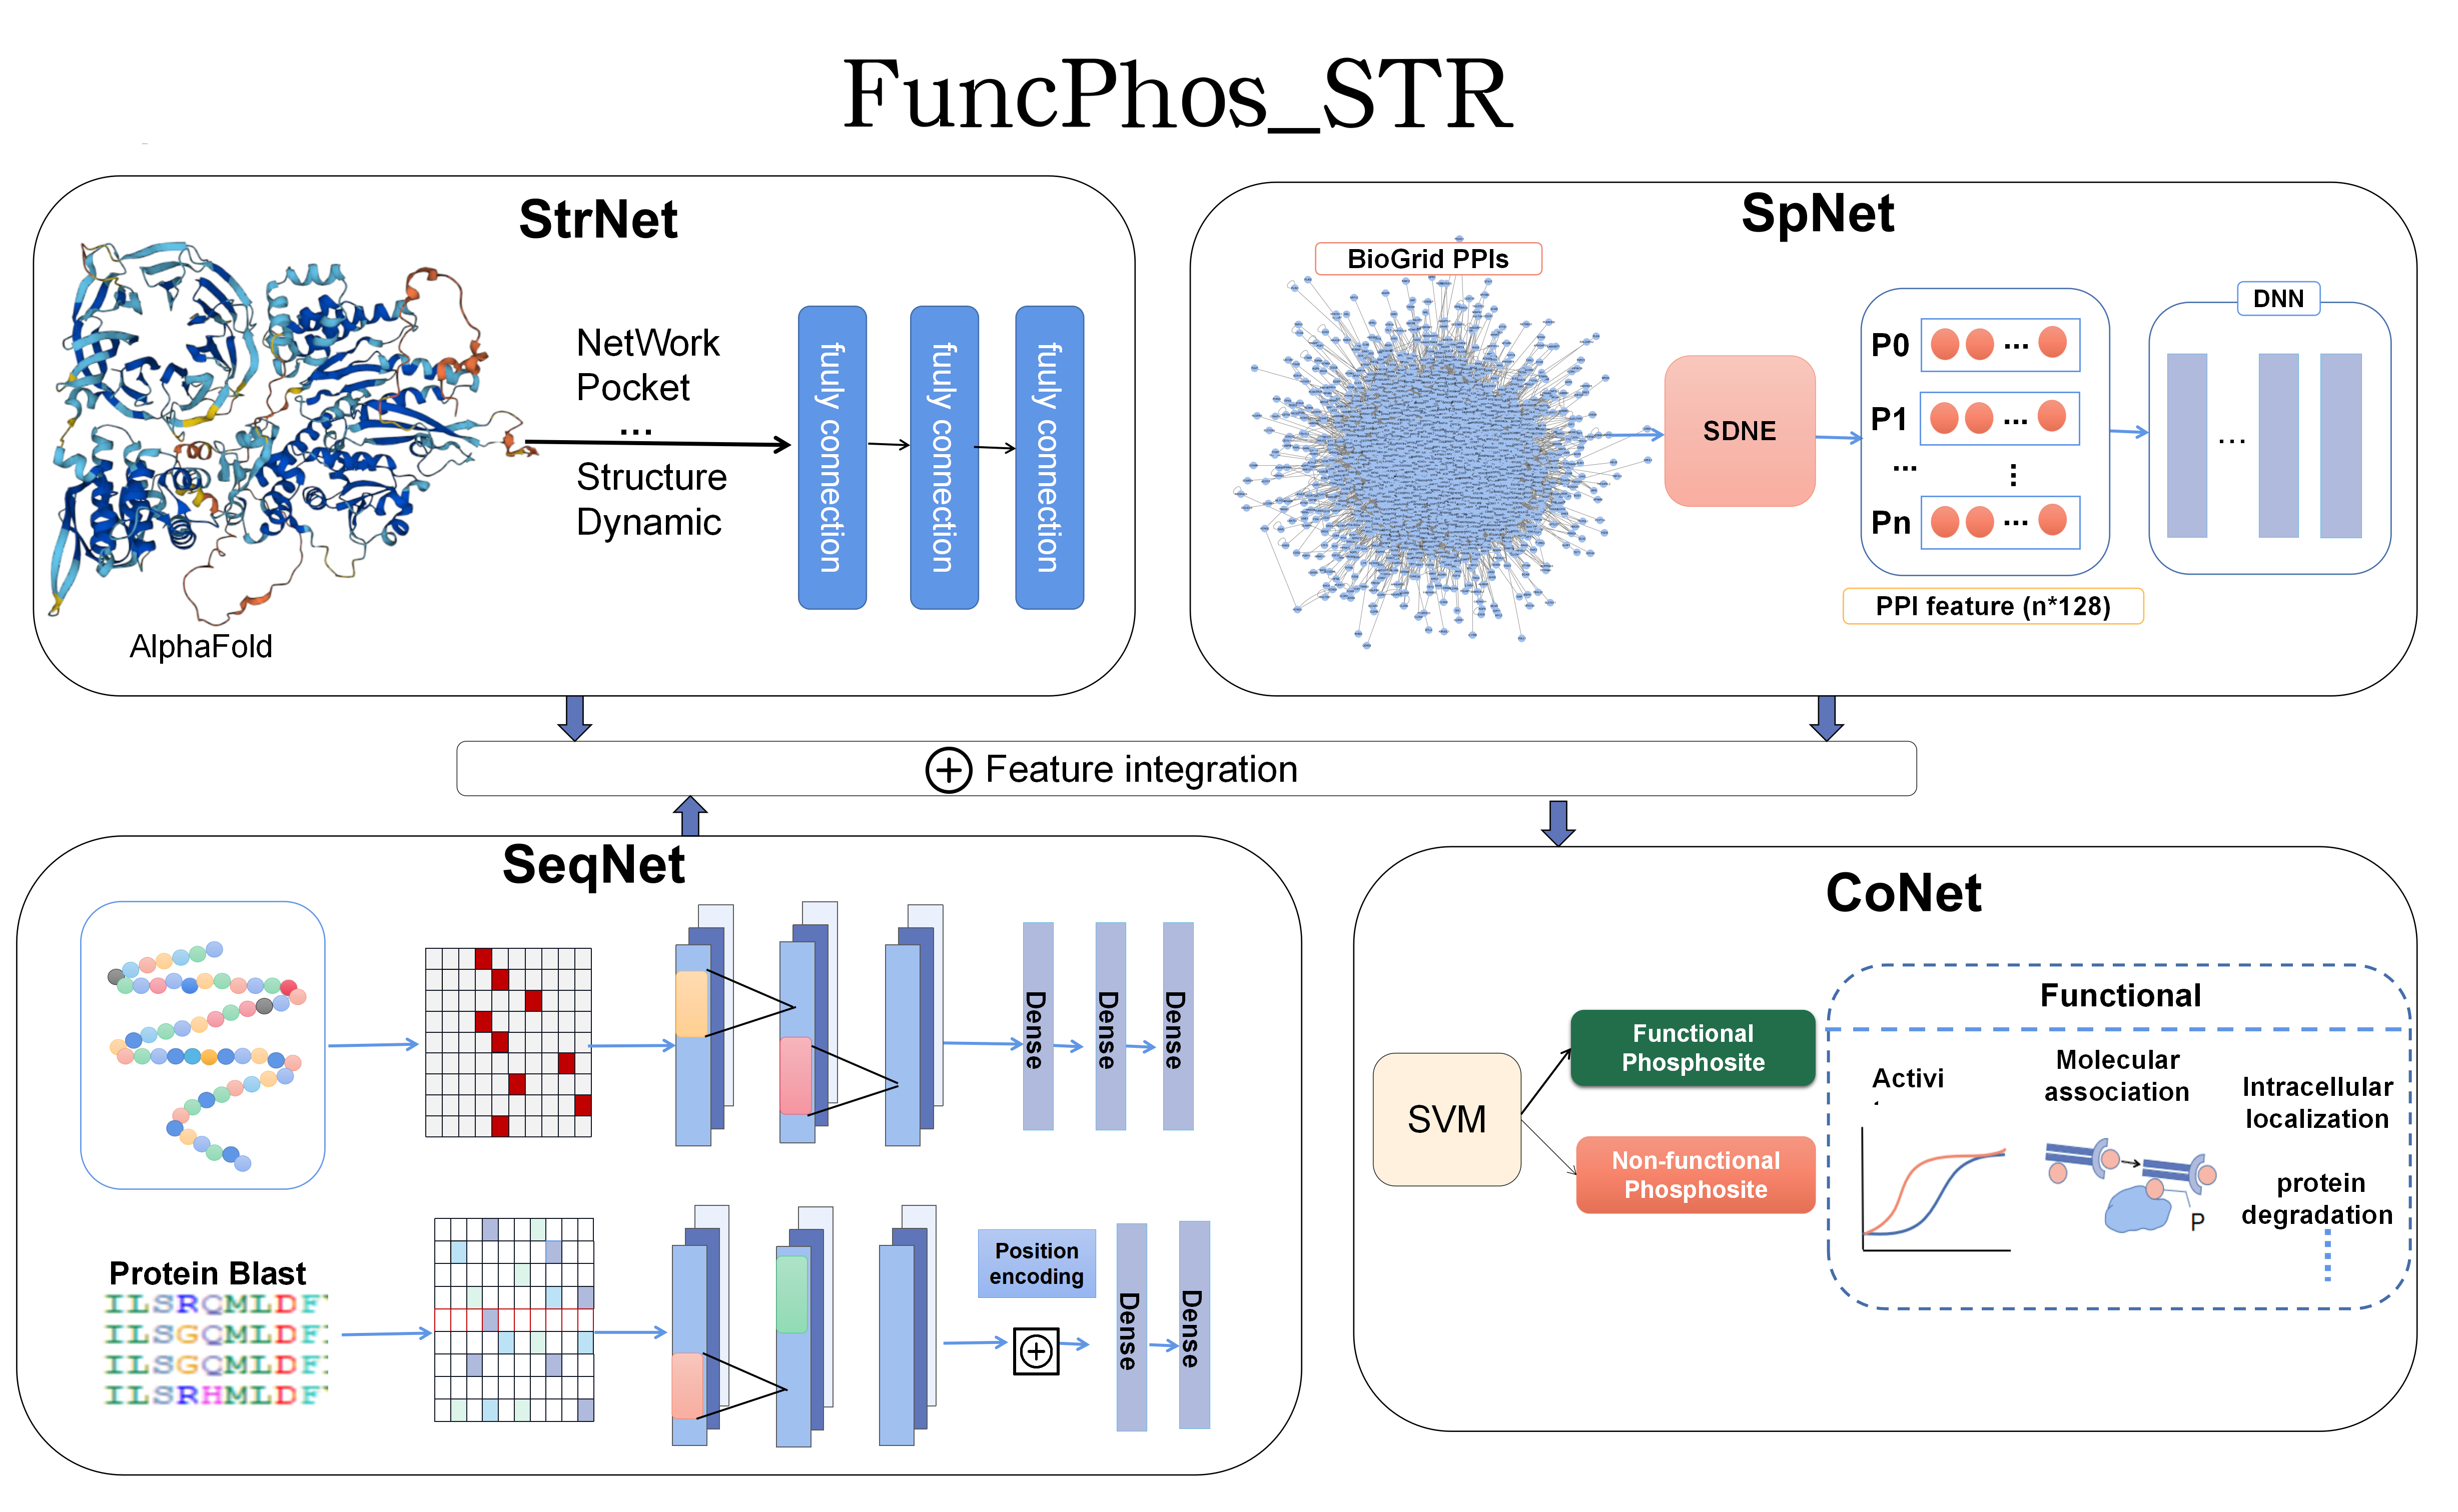 FuncPhos_STR
StrNet
NetWork
Pocket
...
Structure
Dynamic
fuuly connection
fuuly connection
fuuly connection
AlphaFold
SpNet
BioGrid PPIs
SDNE
P0
...
P1
...
...
Pn
...
PPI feature (n*128)
DNN
...
Feature integration
SeqNet
Dense
Dense
Dense
Protein Blast
ILSRQMLDF
ILSGQMLDF
ILSGQMLDF
ILSRHMLDF
Position
encoding
Dense
Dense
CoNet
SVM
Functional
Phosphosite
Non-functional
Phosphosite
Functional
Activi
Molecular
association
P
Intracellular
localization
protein
degradation